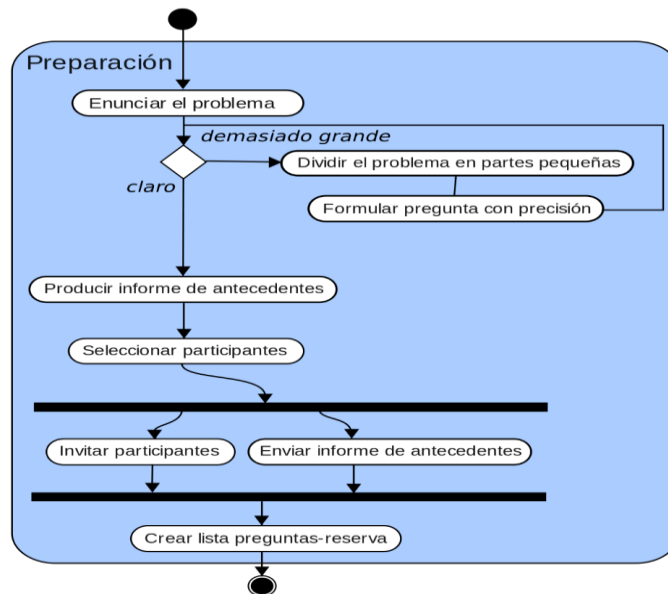 Preparación
Enunciar el problema
demasiado grande
Dividir el problema en partes pequeñas
claro
Formular pregunta con precisión
Producir informe de antecedentes
Seleccionar participantes
Invitar participantes
Enviar informe de antecedentes
Crear lista preguntas-reserva